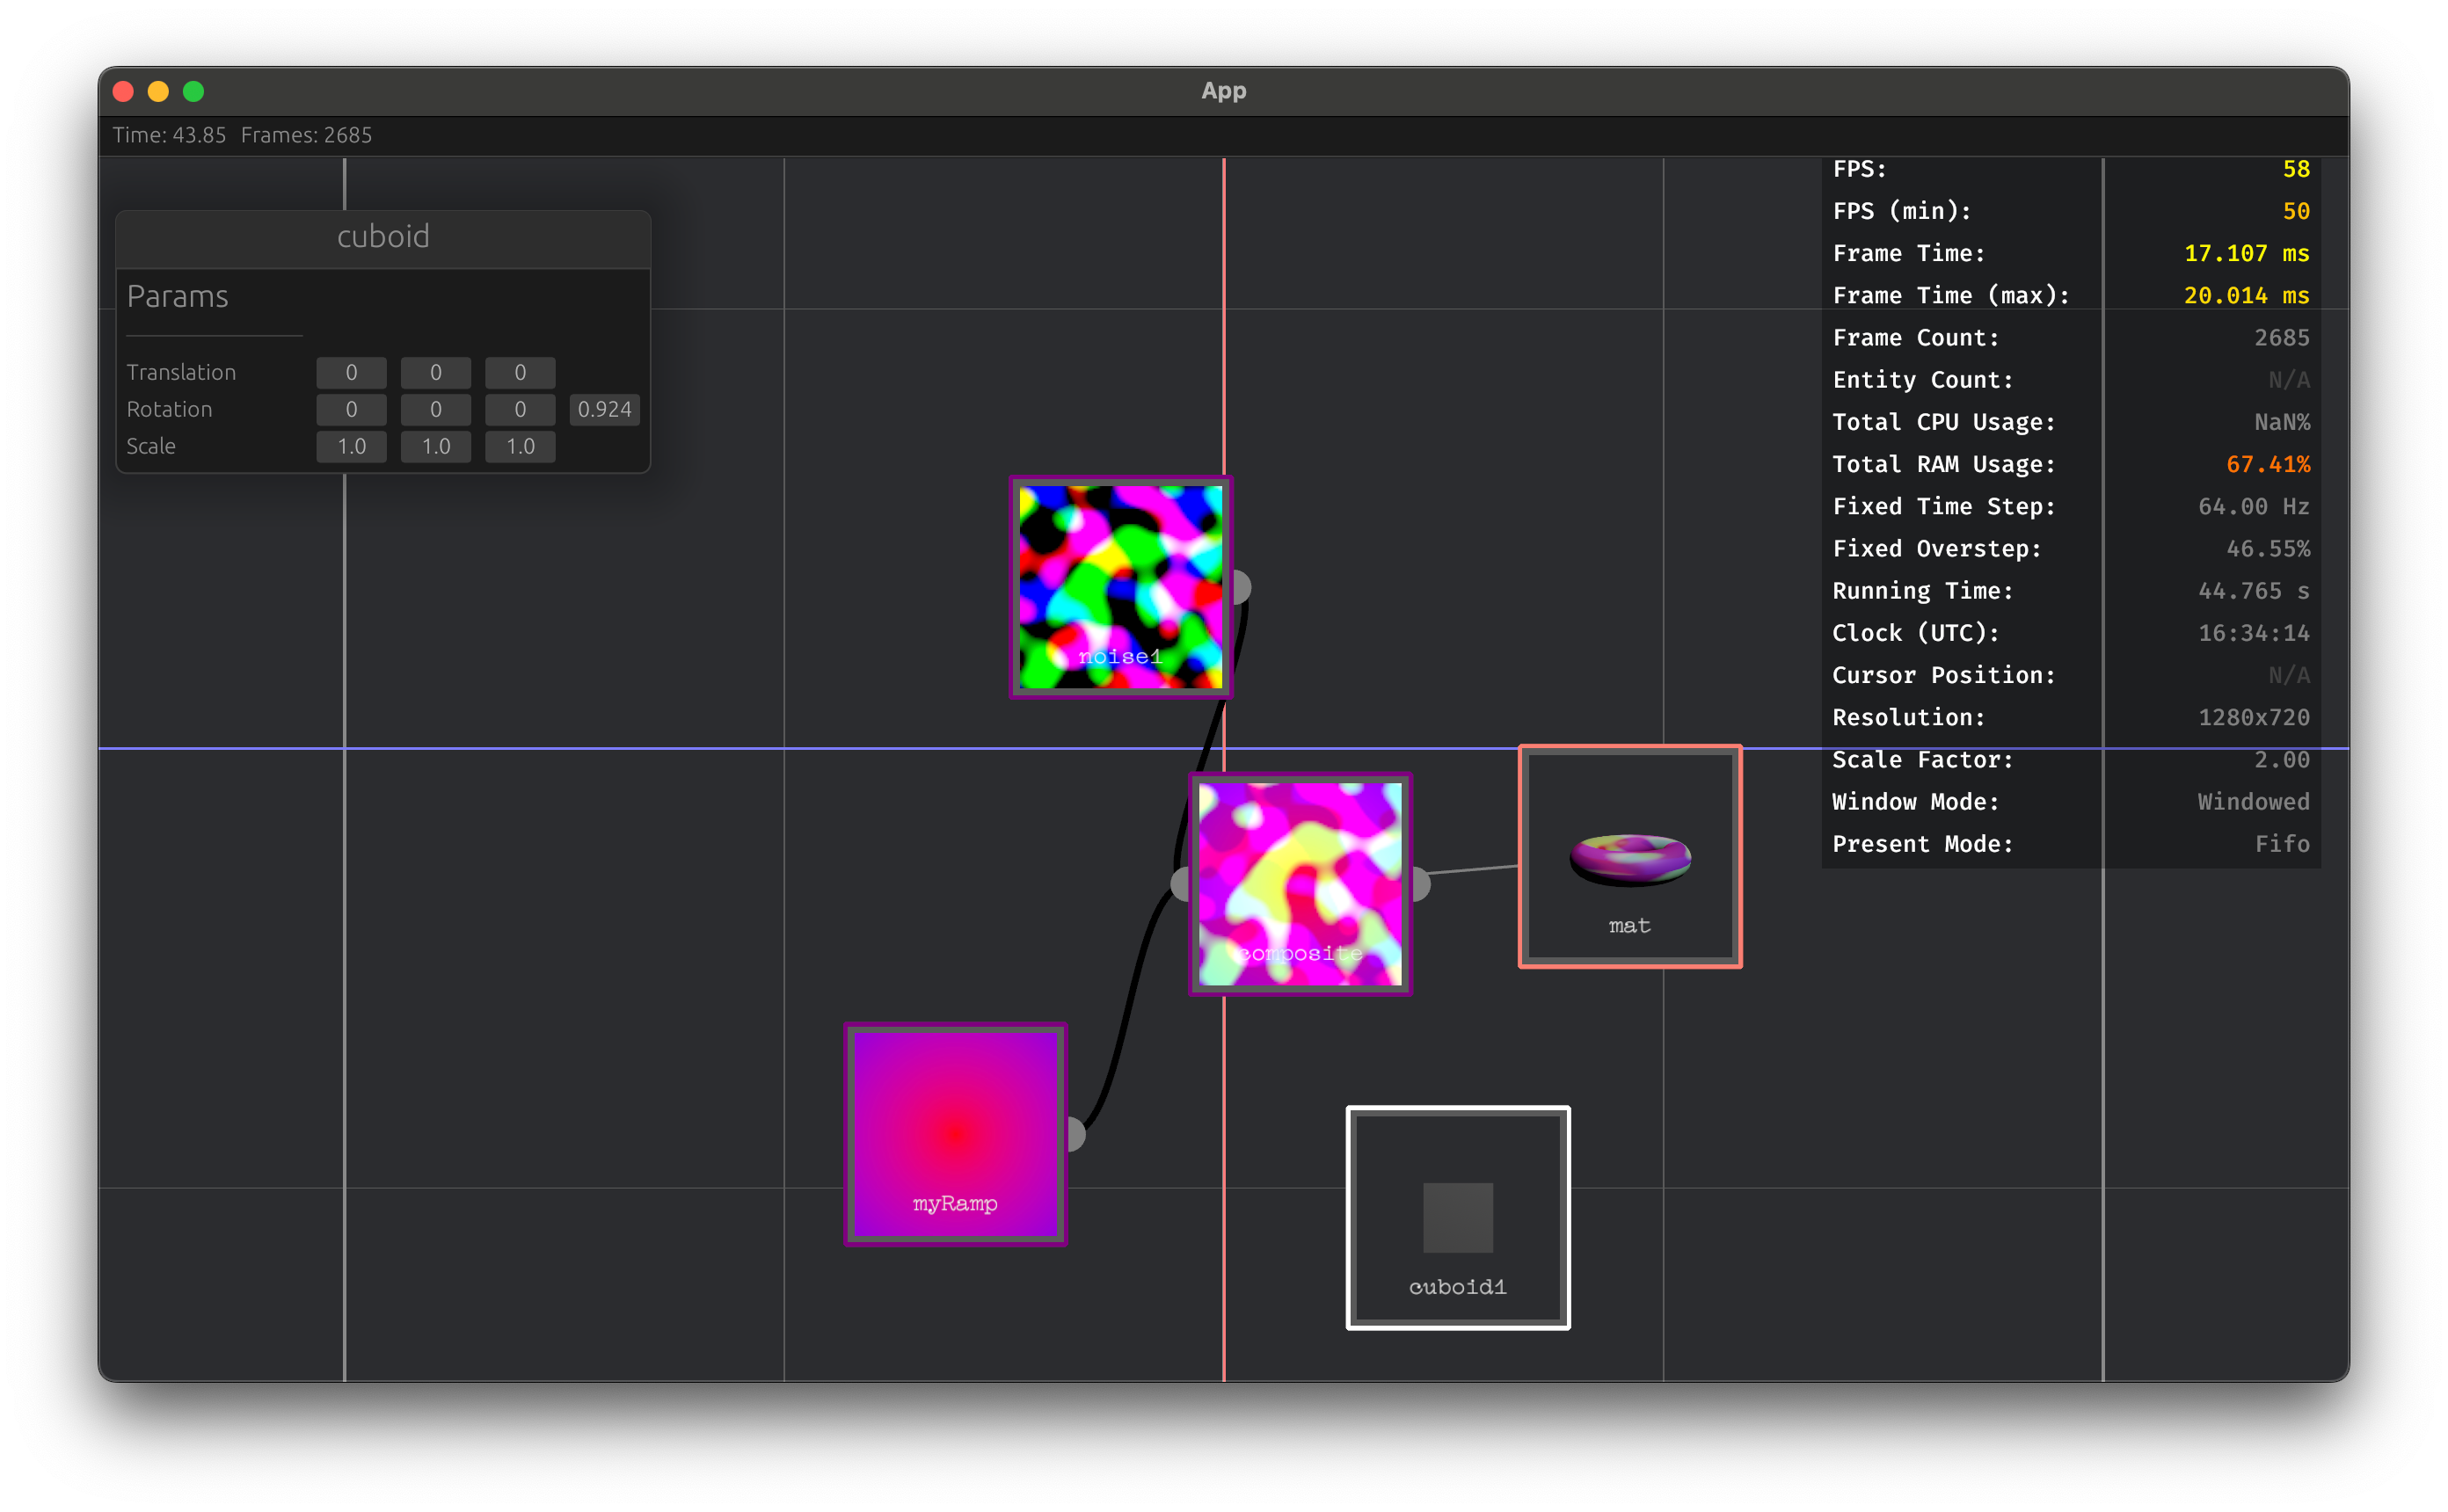 App
Time: 43.85 Frames: 2685
cuboid
Params
Translation 0 0 0
Rotation 0 0 0 0.924
Scale 1.0 1.0 1.0
FPS: 58
FPS (min): 50
Frame Time: 17.107 ms
Frame Time (max): 20.014 ms
Frame Count: 2685
Entity Count: N/A
Total CPU Usage: NaN%
Total RAM Usage: 67.41%
Fixed Time Step: 64.00 Hz
Fixed Overstep: 46.55%
Running Time: 44.765 s
Clock (UTC): 16:34:14
Cursor Position: N/A
Resolution: 1280x720
Scale Factor: 2.00
Window Mode: Windowed
Present Mode: Fifo
noise1
composite
mat
myRamp
cuboid1